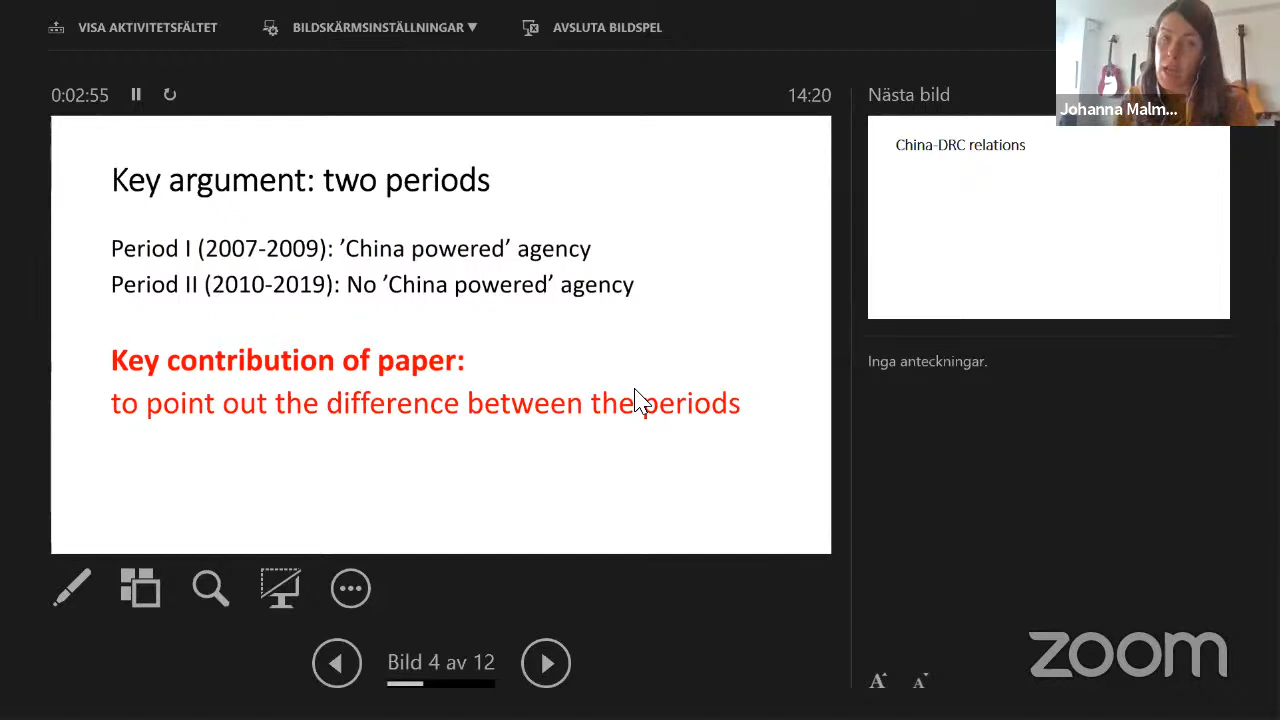 VISA AKTIVITETSFÄLTET BILDSKÄRMSINSTÄLLNINGAR ▼ AVSLUTA BILDSPEL
0:02:55 14:20
Key argument: two periods
Period I (2007-2009): ’China powered’ agency
Period II (2010-2019): No ’China powered’ agency
Key contribution of paper:
to point out the difference between the periods
Bild 4 av 12
Nästa bild
China-DRC relations
Inga anteckningar.
A A
Johanna Malm...
zoom